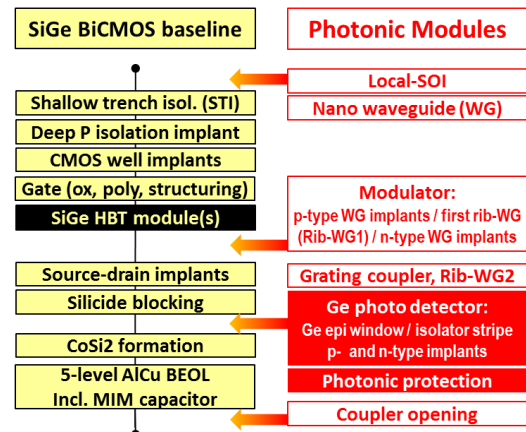 SiGe BiCMOS baseline
Shallow trench isol. (STI)
Deep P isolation implant
CMOS well implants
Gate (ox, poly, structuring)
SiGe HBT module(s)
Source-drain implants
Silicide blocking
CoSi2 formation
5-level AlCu BEOL
Incl. MIM capacitor
Photonic Modules
Local-SOI
Nano waveguide (WG)
Modulator:
p-type WG implants / first rib-WG
(Rib-WG1) / n-type WG implants
Grating coupler, Rib-WG2
Ge photo detector:
Ge epi window / isolator stripe
p- and n-type implants
Photonic protection
Coupler opening